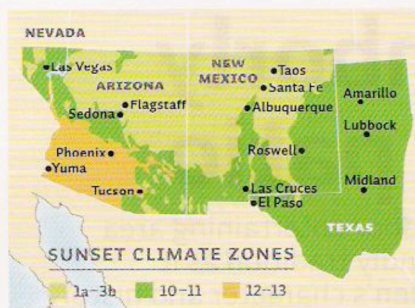 NEVADA
Las Vegas
ARIZONA
NEW
MEXICO
Taos
Santa Fe
Flagstaff
Sedona
Albuquerque
Amarillo
Lubbock
Phoenix
Yuma
Roswell
Tucson
Las Cruces
El Paso
Midland
TEXAS
SUNSET CLIMATE ZONES
1a–3b
10–11
12–13